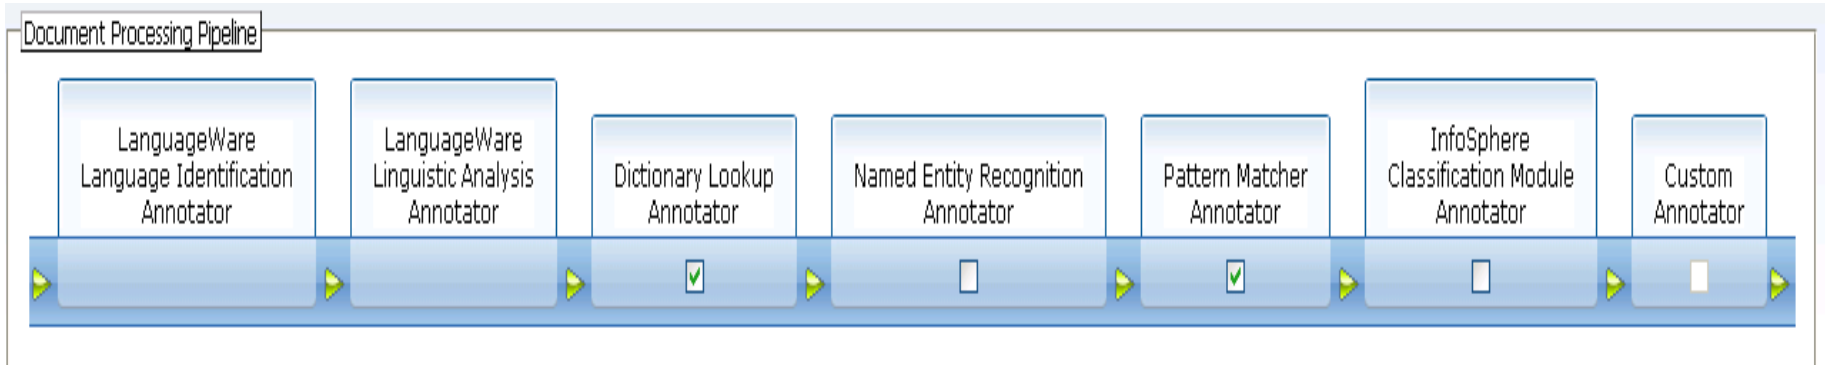 Document Processing Pipeline
LanguageWare
Language Identification
Annotator
LanguageWare
Linguistic Analysis
Annotator
Dictionary Lookup
Annotator
Named Entity Recognition
Annotator
Pattern Matcher
Annotator
InfoSphere
Classification Module
Annotator
Custom
Annotator